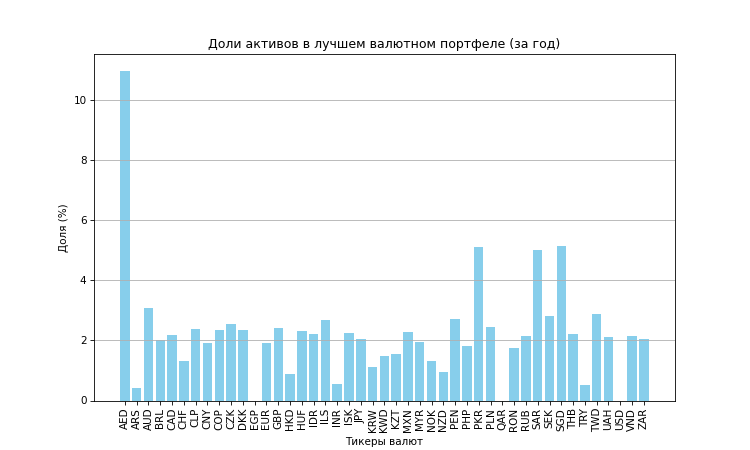 Доли активов в лучшем валютном портфеле (за год)
Доля (%)
10
8
6
4
2
0
AED ARS AUD BRL CAD CHF CLP CNY COP CZK DKK EGP EUR GBP HKD HUF IDR ILS INR ISK JPY KRW KWD KZT MXN MYR NOK NZD PEN PHP PKR PLN QAR RON RUB SAR SEK SGD THB TRY TWD UAH USD VND ZAR
Тикеры валют